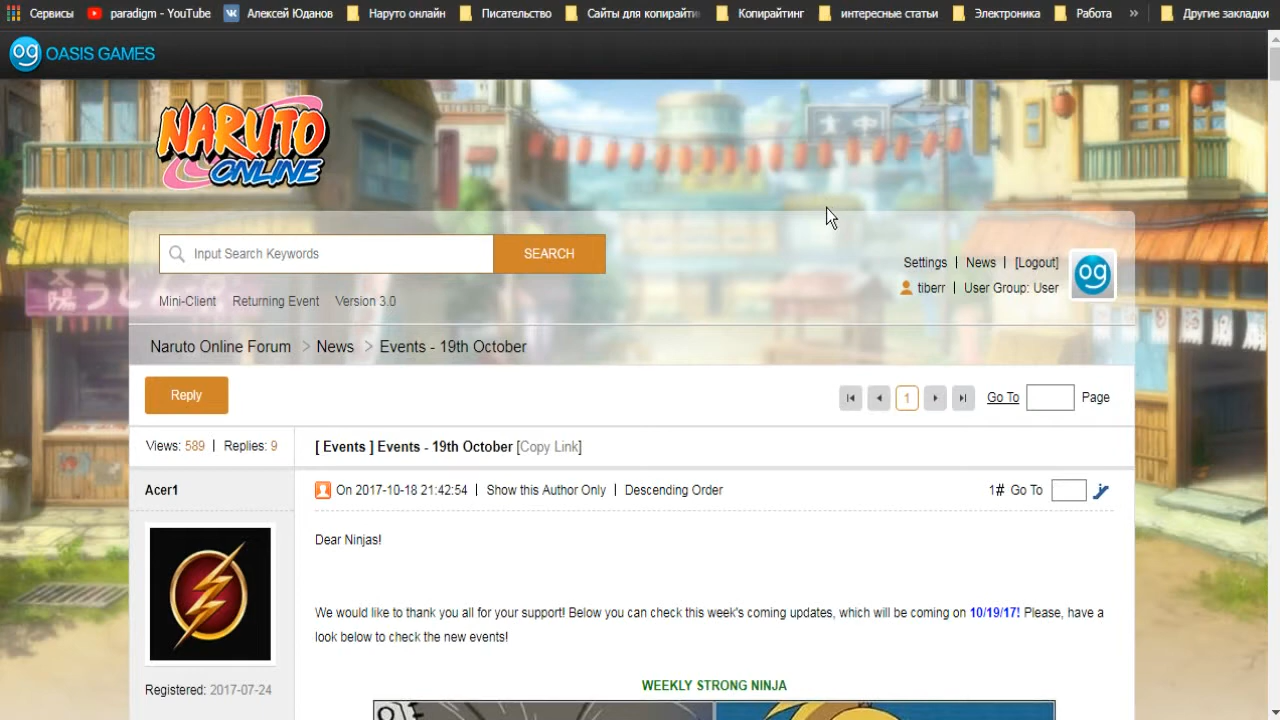 Сервисы paradigm - YouTube Алексей Юданов Наруто онлайн Писательство Сайты для копирайти Копирайтинг интересные статьи Электроника Работа » Другие закладки
og OASIS GAMES
NARUTO
ONLINE
Input Search Keywords SEARCH
Settings | News | [Logout]
tiberr | User Group: User
og
Mini-Client Returning Event Version 3.0
Naruto Online Forum > News > Events - 19th October
Reply 1 Go To Page
Views: 589 | Replies: 9 [ Events ] Events - 19th October [Copy Link]
Acer1 On 2017-10-18 21:42:54 | Show this Author Only | Descending Order 1# Go To
Dear Ninjas!
We would like to thank you all for your support! Below you can check this week's coming updates, which will be coming on 10/19/17! Please, have a
look below to check the new events!
Registered: 2017-07-24
WEEKLY STRONG NINJA